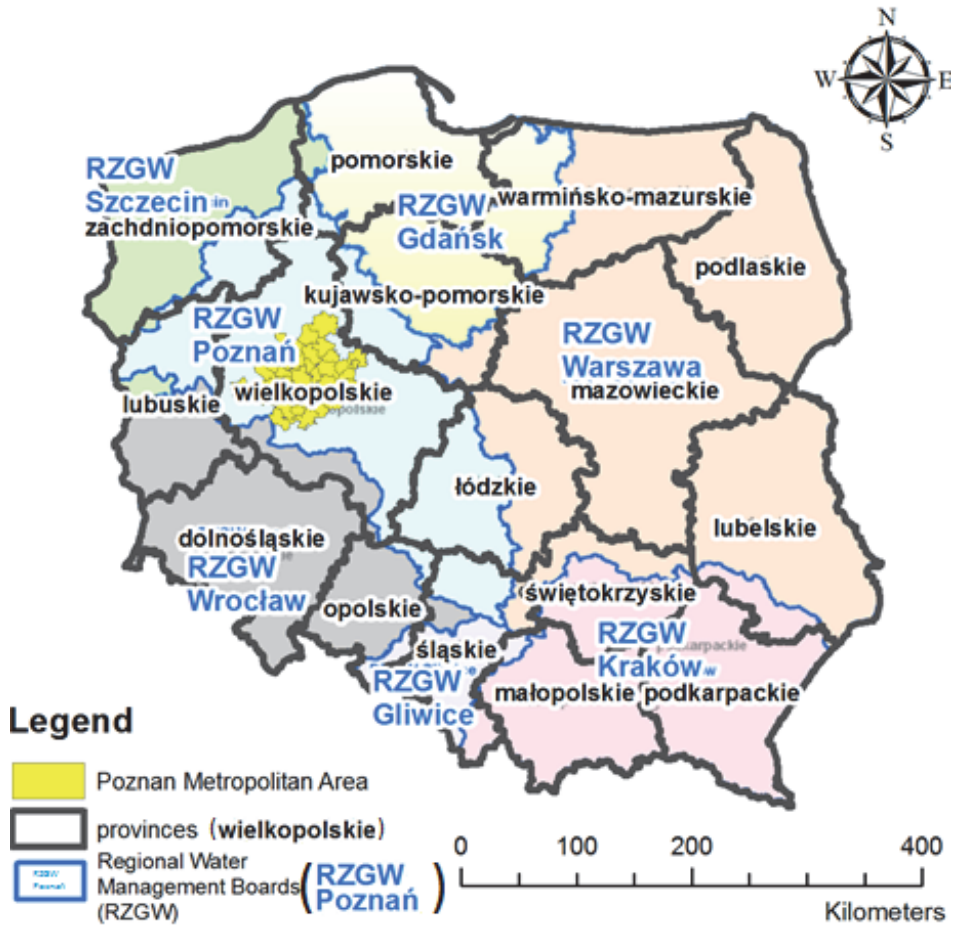 N
W
E
S
RZGW
Szczecin
zachdniopomorskie
pomorskie
RZGW
Gdańsk
warmińsko-mazurskie
podlaskie
kujawsko-pomorskie
RZGW
Poznań
RZGW
Warszawa
mazowieckie
wielkopolskie
lubuskie
łódzkie
lubelskie
dolnośląskie
RZGW
Wrocław
opolskie
świętokrzyskie
śląskie
RZGW
Kraków
RZGW
Gliwice
małopolskie
podkarpackie
Legend
Poznan Metropolitan Area
provinces (wielkopolskie)
Regional Water
Management Boards
(RZGW)
RZGW
Poznań
(RZGW
Poznań)
0 100 200 400
Kilometers